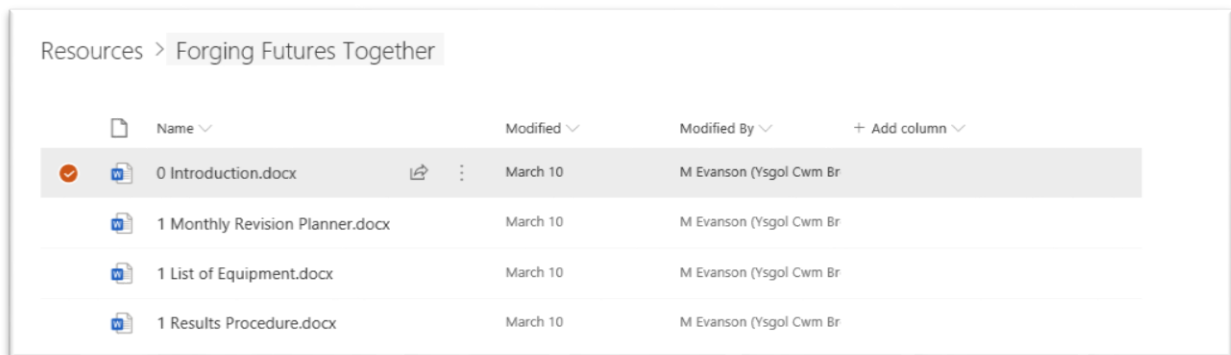 Resources > Forging Futures Together
Name Modified Modified By + Add column
0 Introduction.docx March 10 M Evanson (Ysgol Cwm Br
1 Monthly Revision Planner.docx March 10 M Evanson (Ysgol Cwm Br
1 List of Equipment.docx March 10 M Evanson (Ysgol Cwm Br
1 Results Procedure.docx March 10 M Evanson (Ysgol Cwm Br